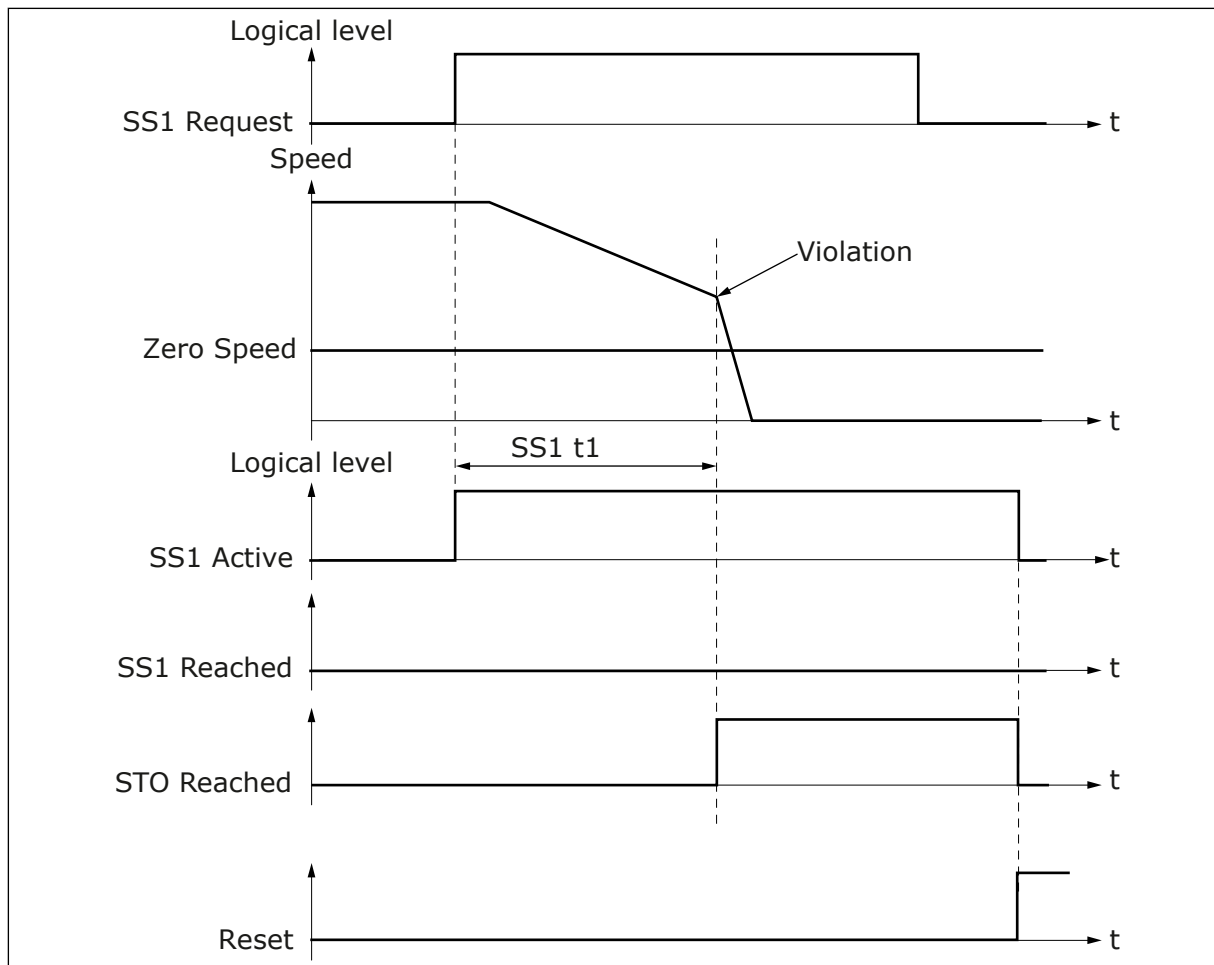 Logical level
SS1 Request
t
Speed
Violation
Zero Speed
t
SS1 t1
Logical level
SS1 Active
t
SS1 Reached
t
STO Reached
t
Reset
t